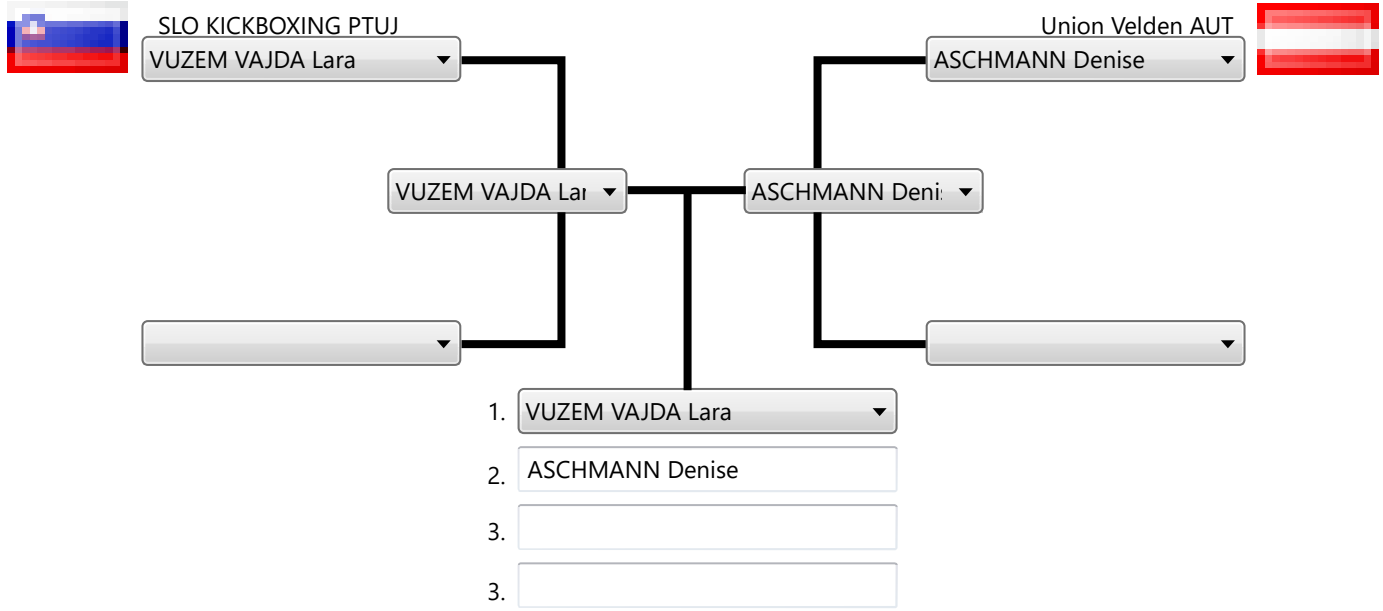 SLO KICKBOXING PTUJ
Union Velden AUT
VUZEM VAJDA Lara
ASCHMANN Denise
VUZEM VAJDA Lar
ASCHMANN Deni
1. VUZEM VAJDA Lara
2. ASCHMANN Denise
3.
3.